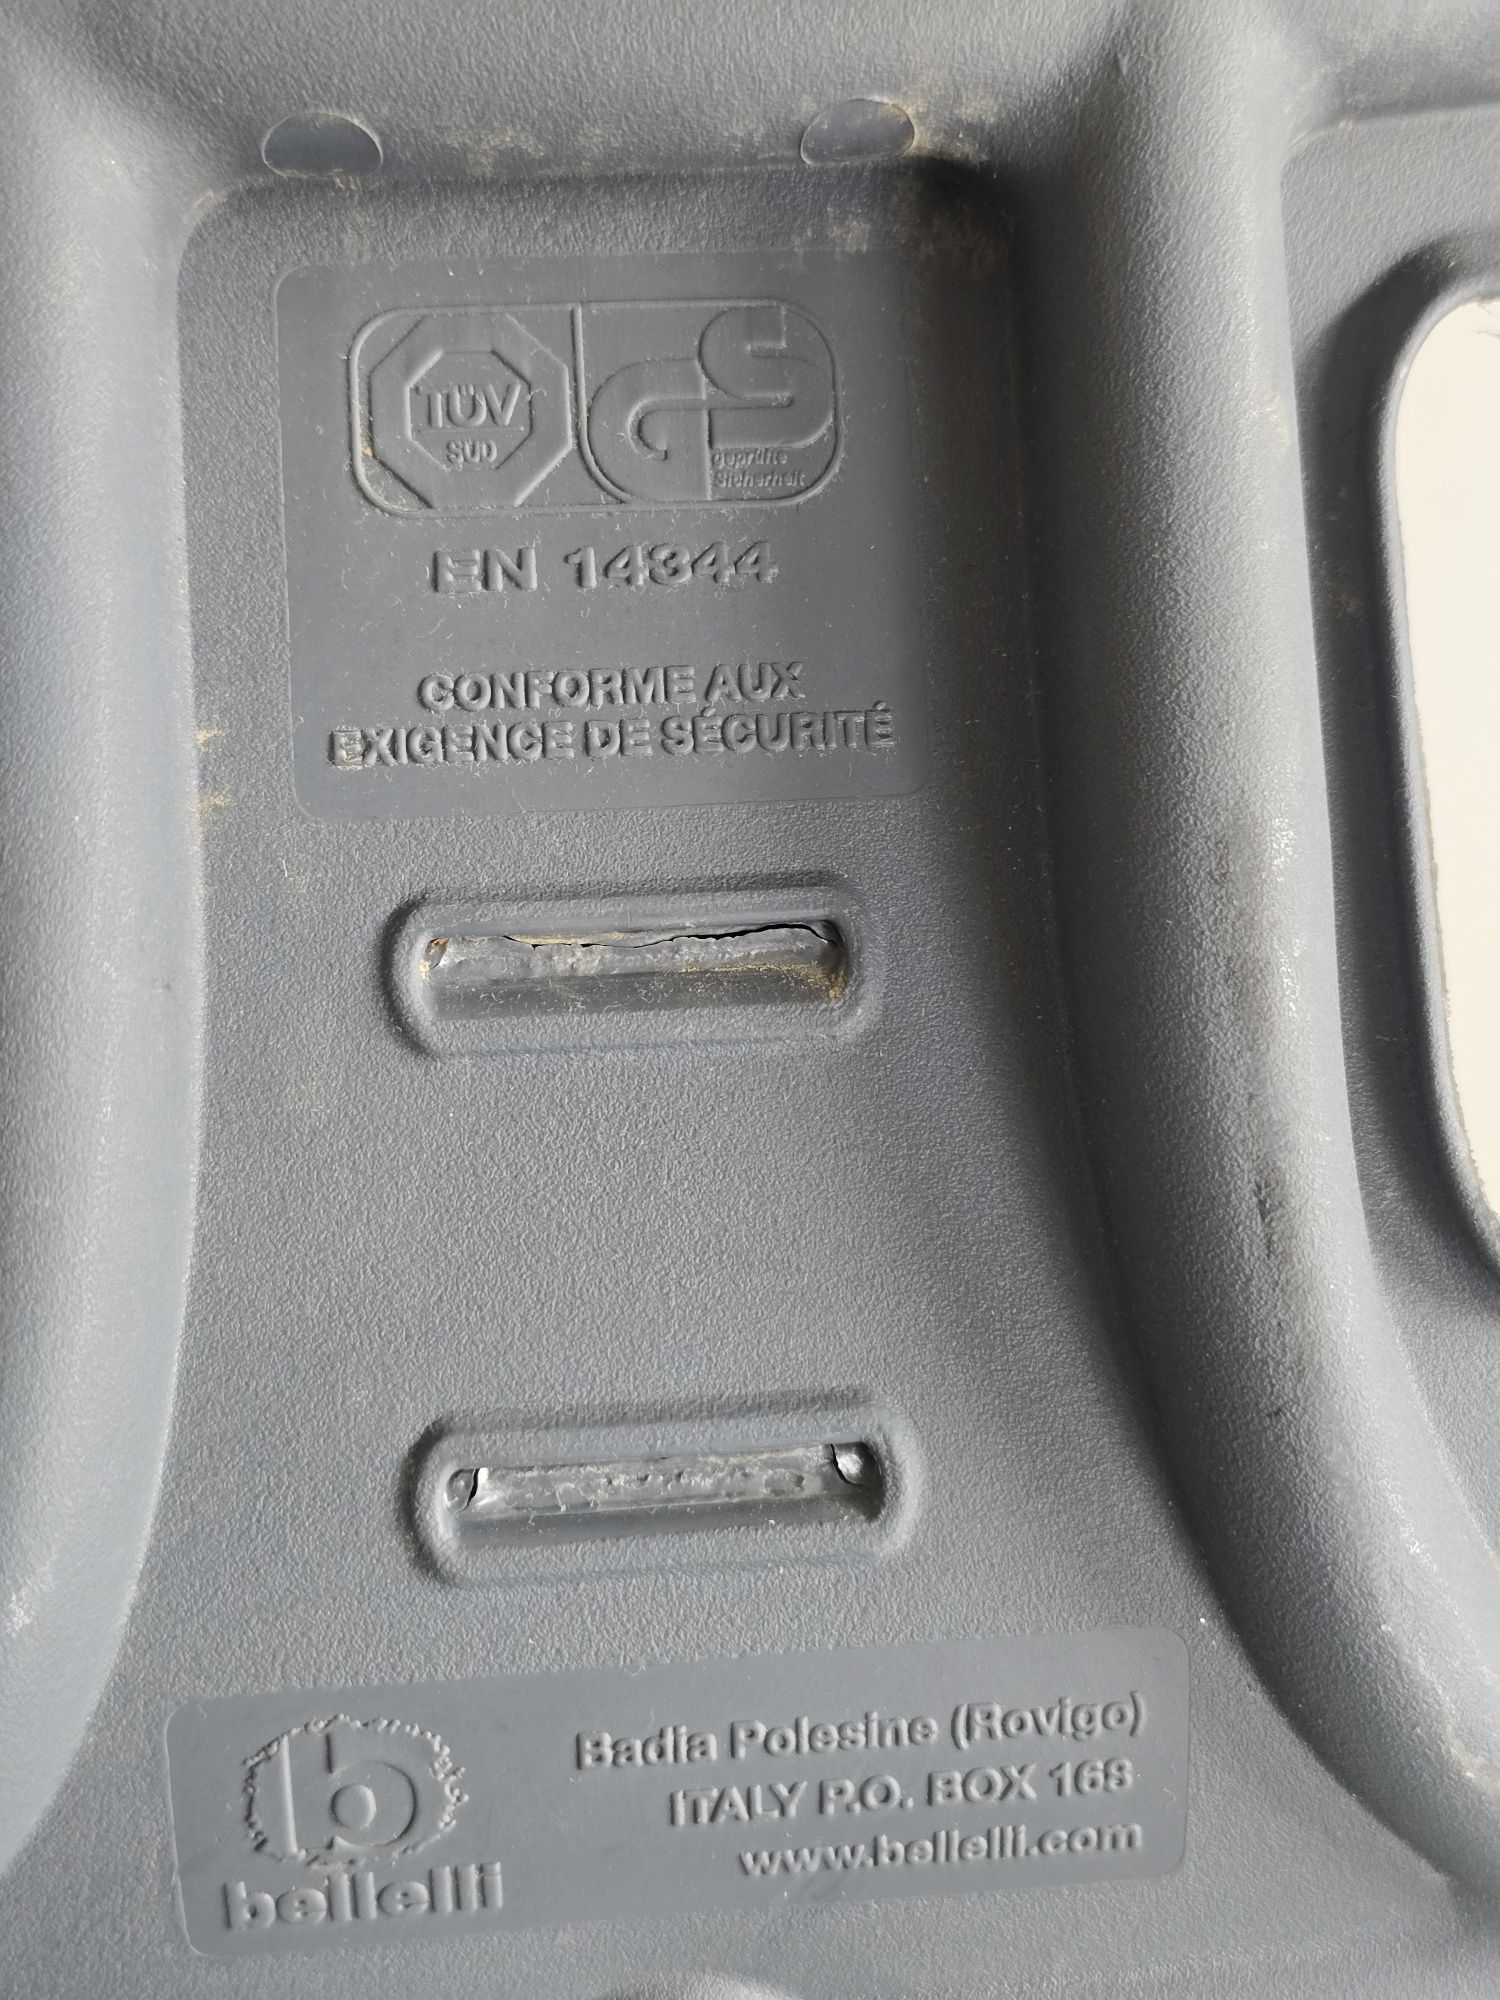 TÜV
SÜD
GS
geprüfte
Sicherheit
EN 14344
CONFORME AUX
EXIGENCE DE SÉCURITÉ
b
bellelli
Badia Polesine (Rovigo)
ITALY P.O. BOX 168
www.bellelli.com